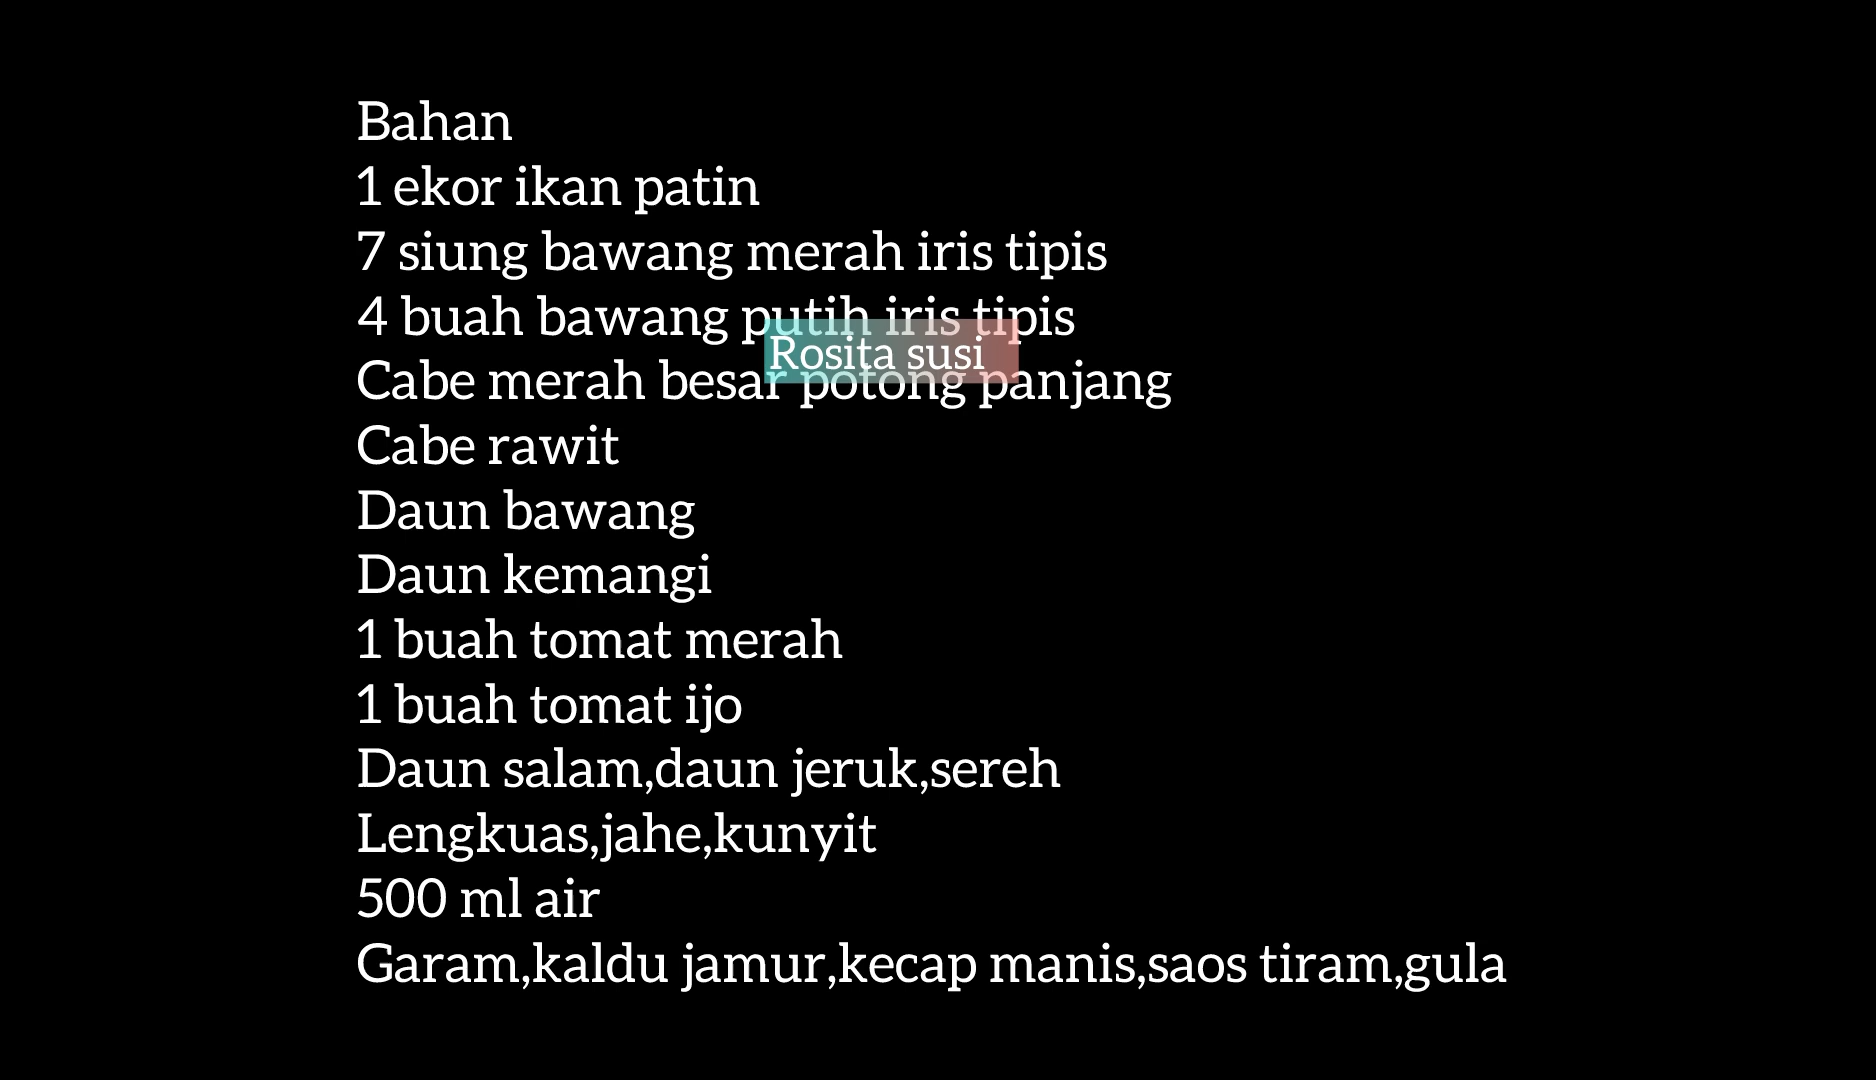 Bahan
1 ekor ikan patin
7 siung bawang merah iris tipis
4 buah bawang putih iris tipis
Rosita susi
Cabe merah besar potong panjang
Cabe rawit
Daun bawang
Daun kemangi
1 buah tomat merah
1 buah tomat ijo
Daun salam,daun jeruk,sereh
Lengkuas,jahe,kunyit
500 ml air
Garam,kaldu jamur,kecap manis,saos tiram,gula